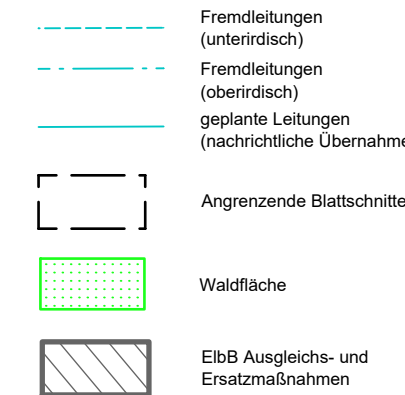 Fremdleitungen
(unterirdisch)
Fremdleitungen
(oberirdisch)
geplante Leitungen
(nachrichtliche Übernahme
Angrenzende Blattschnitte
Waldfläche
ElbB Ausgleichs- und
Ersatzmaßnahmen